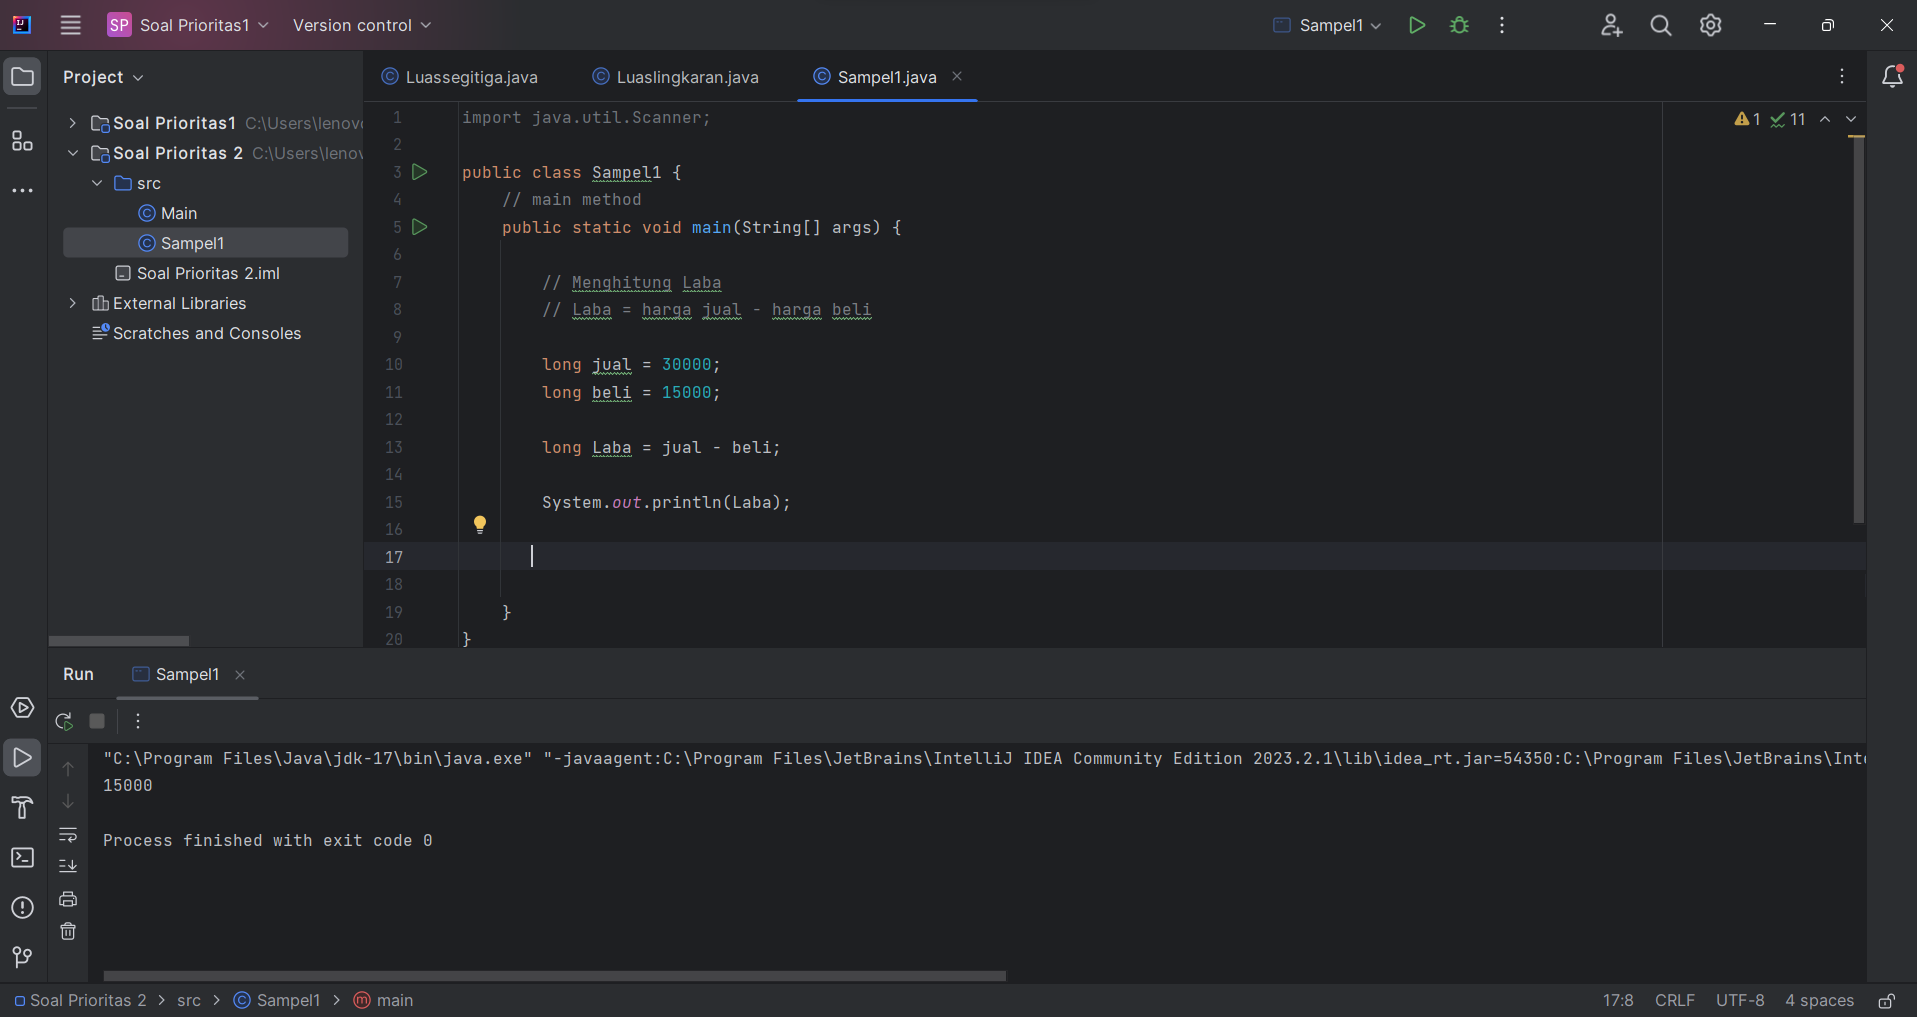 SP Soal Prioritas1 Version control Sampel1
Project
Luassegitiga.java Luaslingkaran.java Sampel1.java
Soal Prioritas1 C:\Users\lenov
Soal Prioritas 2 C:\Users\lenov
src
Main
Sampel1
Soal Prioritas 2.iml
External Libraries
Scratches and Consoles
1 import java.util.Scanner;
1 11
2
3 public class Sampel1 {
4 // main method
5 public static void main(String[] args) {
6
7 // Menghitung Laba
8 // Laba = harga jual - harga beli
9
10 long jual = 30000;
11 long beli = 15000;
12
13 long Laba = jual - beli;
14
15 System.out.println(Laba);
16
17
18
19 }
20 }
Run Sampel1
"C:\Program Files\Java\jdk-17\bin\java.exe" "-javaagent:C:\Program Files\JetBrains\IntelliJ IDEA Community Edition 2023.2.1\lib\idea_rt.jar=54350:C:\Program Files\JetBrains\Inte
15000
Process finished with exit code 0
Soal Prioritas 2 > src > Sampel1 > main
17:8 CRLF UTF-8 4 spaces